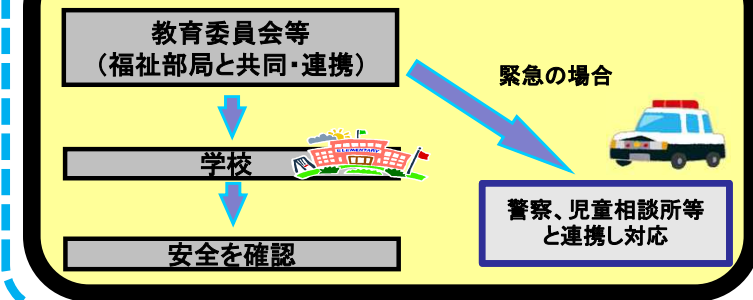 教育委員会等
（福祉部局と共同・連携）
緊急の場合
学校
ELEMENTARY
警察、児童相談所等
と連携し対応
安全を確認